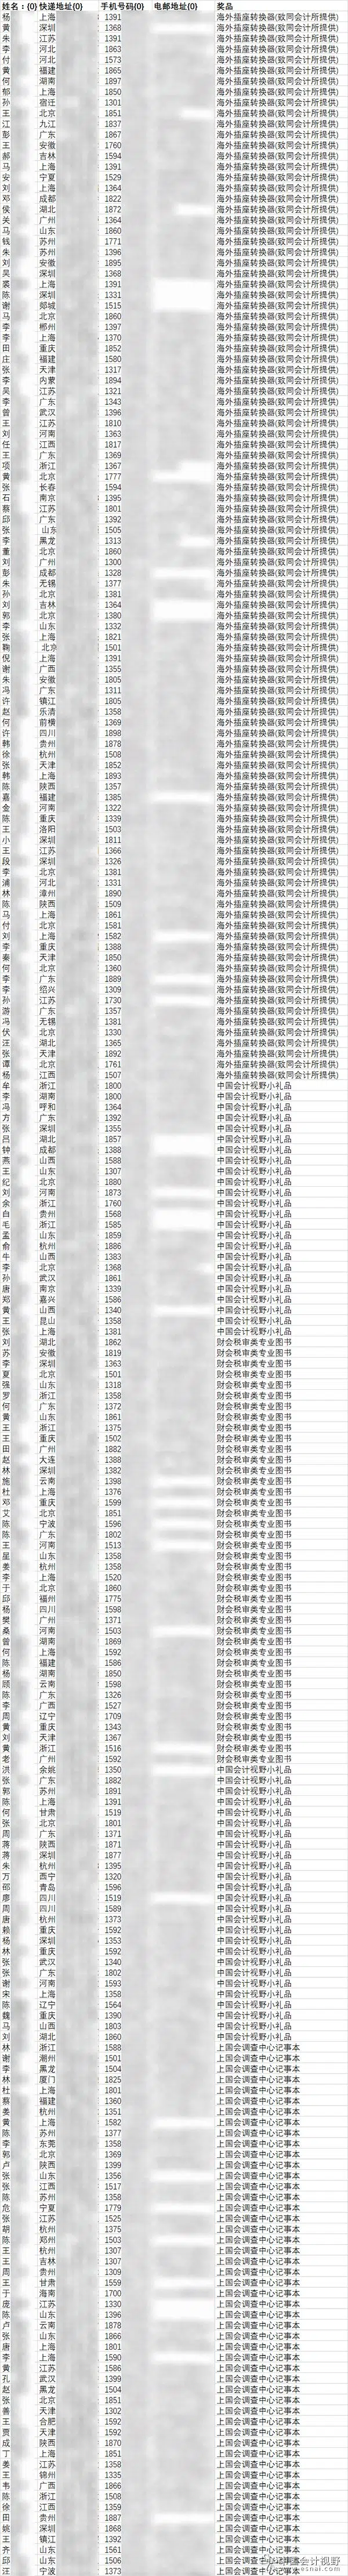 姓名：{0} 快递地址{0} 手机号码{0} 电邮地址{0} 奖品
杨 上海 1391 海外插座转换器(致同会计所提供)
黄 深圳 1368 海外插座转换器(致同会计所提供)
朱 江苏 1391 海外插座转换器(致同会计所提供)
李 河北 1863 海外插座转换器(致同会计所提供)
付 河北 1573 海外插座转换器(致同会计所提供)
黄 福建 1865 海外插座转换器(致同会计所提供)
何 湖南 1897 海外插座转换器(致同会计所提供)
郁 上海 1850 海外插座转换器(致同会计所提供)
孙 宿迁 1301 海外插座转换器(致同会计所提供)
王 北京 1851 海外插座转换器(致同会计所提供)
江 九江 1837 海外插座转换器(致同会计所提供)
彭 广东 1867 海外插座转换器(致同会计所提供)
王 安徽 1760 海外插座转换器(致同会计所提供)
郝 吉林 1594 海外插座转换器(致同会计所提供)
马 上海 1391 海外插座转换器(致同会计所提供)
安 宁夏 1529 海外插座转换器(致同会计所提供)
刘 上海 1364 海外插座转换器(致同会计所提供)
邓 成都 1822 海外插座转换器(致同会计所提供)
侯 湖北 1872 海外插座转换器(致同会计所提供)
关 广州 1364 海外插座转换器(致同会计所提供)
马 山东 1860 海外插座转换器(致同会计所提供)
钱 苏州 1771 海外插座转换器(致同会计所提供)
朱 苏州 1396 海外插座转换器(致同会计所提供)
刘 安徽 1895 海外插座转换器(致同会计所提供)
吴 深圳 1368 海外插座转换器(致同会计所提供)
裘 上海 1391 海外插座转换器(致同会计所提供)
陈 深圳 1331 海外插座转换器(致同会计所提供)
谢 郯城 1515 海外插座转换器(致同会计所提供)
马 北京 1860 海外插座转换器(致同会计所提供)
李 郴州 1397 海外插座转换器(致同会计所提供)
李 上海 1370 海外插座转换器(致同会计所提供)
田 重庆 1852 海外插座转换器(致同会计所提供)
庄 福建 1580 海外插座转换器(致同会计所提供)
张 天津 1317 海外插座转换器(致同会计所提供)
李 内蒙 1894 海外插座转换器(致同会计所提供)
吴 江苏 1321 海外插座转换器(致同会计所提供)
李 广东 1343 海外插座转换器(致同会计所提供)
曾 武汉 1396 海外插座转换器(致同会计所提供)
王 江苏 1810 海外插座转换器(致同会计所提供)
刘 河南 1363 海外插座转换器(致同会计所提供)
任 江西 1817 海外插座转换器(致同会计所提供)
王 广东 1369 海外插座转换器(致同会计所提供)
项 浙江 1367 海外插座转换器(致同会计所提供)
黄 北京 1777 海外插座转换器(致同会计所提供)
张 长春 1594 海外插座转换器(致同会计所提供)
石 南京 1395 海外插座转换器(致同会计所提供)
蔡 江苏 1801 海外插座转换器(致同会计所提供)
邱 广东 1392 海外插座转换器(致同会计所提供)
张 山东 1505 海外插座转换器(致同会计所提供)
李 黑龙 1313 海外插座转换器(致同会计所提供)
董 北京 1860 海外插座转换器(致同会计所提供)
刘 广州 1300 海外插座转换器(致同会计所提供)
彭 成都 1328 海外插座转换器(致同会计所提供)
朱 无锡 1377 海外插座转换器(致同会计所提供)
孙 北京 1381 海外插座转换器(致同会计所提供)
刘 吉林 1364 海外插座转换器(致同会计所提供)
郭 北京 1380 海外插座转换器(致同会计所提供)
李 山东 1332 海外插座转换器(致同会计所提供)
张 上海 1821 海外插座转换器(致同会计所提供)
鞠 北京 1501 海外插座转换器(致同会计所提供)
倪 上海 1391 海外插座转换器(致同会计所提供)
谢 广西 1355 海外插座转换器(致同会计所提供)
朱 安徽 1805 海外插座转换器(致同会计所提供)
冯 广东 1311 海外插座转换器(致同会计所提供)
许 镇江 1805 海外插座转换器(致同会计所提供)
赵 乐清 1358 海外插座转换器(致同会计所提供)
何 前横 1369 海外插座转换器(致同会计所提供)
许 四川 1898 海外插座转换器(致同会计所提供)
韩 贵州 1878 海外插座转换器(致同会计所提供)
徐 杭州 1508 海外插座转换器(致同会计所提供)
张 天津 1852 海外插座转换器(致同会计所提供)
韩 上海 1893 海外插座转换器(致同会计所提供)
陈 陕西 1357 海外插座转换器(致同会计所提供)
嘉 福建 1385 海外插座转换器(致同会计所提供)
金 河南 1322 海外插座转换器(致同会计所提供)
陈 重庆 1339 海外插座转换器(致同会计所提供)
王 洛阳 1503 海外插座转换器(致同会计所提供)
小 深圳 1811 海外插座转换器(致同会计所提供)
王 江苏 1366 海外插座转换器(致同会计所提供)
段 深圳 1326 海外插座转换器(致同会计所提供)
李 北京 1381 海外插座转换器(致同会计所提供)
浦 河北 1331 海外插座转换器(致同会计所提供)
林 漳州 1890 海外插座转换器(致同会计所提供)
陈 陕西 1509 海外插座转换器(致同会计所提供)
马 上海 1861 海外插座转换器(致同会计所提供)
付 北京 1581 海外插座转换器(致同会计所提供)
刘 上海 1582 海外插座转换器(致同会计所提供)
李 重庆 1388 海外插座转换器(致同会计所提供)
秦 天津 1850 海外插座转换器(致同会计所提供)
何 北京 1360 海外插座转换器(致同会计所提供)
李 广东 1889 海外插座转换器(致同会计所提供)
李 绍兴 1309 海外插座转换器(致同会计所提供)
孙 江苏 1730 海外插座转换器(致同会计所提供)
游 广东 1357 海外插座转换器(致同会计所提供)
冯 无锡 1381 海外插座转换器(致同会计所提供)
伏 北京 1330 海外插座转换器(致同会计所提供)
汪 湖北 1365 海外插座转换器(致同会计所提供)
张 天津 1892 海外插座转换器(致同会计所提供)
谭 北京 1761 海外插座转换器(致同会计所提供)
杨 江西 1507 海外插座转换器(致同会计所提供)
牟 浙江 1800 中国会计视野小礼品
李 湖南 1800 中国会计视野小礼品
冯 呼和 1364 中国会计视野小礼品
方 广东 1392 中国会计视野小礼品
张 深圳 1355 中国会计视野小礼品
吕 湖北 1857 中国会计视野小礼品
钟 成都 1388 中国会计视野小礼品
燕 山西 1588 中国会计视野小礼品
王 山东 1307 中国会计视野小礼品
纪 北京 1880 中国会计视野小礼品
刘 河南 1873 中国会计视野小礼品
余 浙江 1760 中国会计视野小礼品
白 贵州 1568 中国会计视野小礼品
毛 浙江 1585 中国会计视野小礼品
孟 山东 1859 中国会计视野小礼品
俞 杭州 1886 中国会计视野小礼品
牛 山西 1383 中国会计视野小礼品
李 北京 1368 中国会计视野小礼品
孙 武汉 1861 中国会计视野小礼品
唐 南京 1339 中国会计视野小礼品
郑 嘉兴 1586 中国会计视野小礼品
黄 山西 1340 中国会计视野小礼品
王 昆山 1358 中国会计视野小礼品
张 上海 1381 中国会计视野小礼品
刘 湖北 1862 财会税审类专业图书
苏 安徽 1819 财会税审类专业图书
李 深圳 1363 财会税审类专业图书
夏 北京 1501 财会税审类专业图书
强 山东 1318 财会税审类专业图书
罗 浙江 1358 财会税审类专业图书
何 广东 1372 财会税审类专业图书
黄 山东 1861 财会税审类专业图书
王 浙江 1375 财会税审类专业图书
王 重庆 1502 财会税审类专业图书
田 广州 1882 财会税审类专业图书
赵 大连 1388 财会税审类专业图书
林 深圳 1382 财会税审类专业图书
施 云南 1398 财会税审类专业图书
杜 上海 1376 财会税审类专业图书
邓 重庆 1599 财会税审类专业图书
艾 北京 1851 财会税审类专业图书
陈 宁波 1596 财会税审类专业图书
陈 广东 1802 财会税审类专业图书
王 河南 1513 财会税审类专业图书
星 山东 1358 财会税审类专业图书
姜 杭州 1358 财会税审类专业图书
李 上海 1520 财会税审类专业图书
于 北京 1860 财会税审类专业图书
邱 福州 1775 财会税审类专业图书
杨 四川 1598 财会税审类专业图书
樊 广州 1371 财会税审类专业图书
桑 河南 1503 财会税审类专业图书
曾 湖南 1869 财会税审类专业图书
何 上海 1592 财会税审类专业图书
陈 福建 1586 财会税审类专业图书
杨 湖南 1850 财会税审类专业图书
顾 云南 1598 财会税审类专业图书
陈 广东 1326 财会税审类专业图书
李 广西 1527 财会税审类专业图书
周 辽宁 1709 财会税审类专业图书
黄 重庆 1343 财会税审类专业图书
刘 天津 1367 财会税审类专业图书
黄 浙江 1516 财会税审类专业图书
老 广州 1592 财会税审类专业图书
洪 余姚 1350 中国会计视野小礼品
张 广东 1882 中国会计视野小礼品
郭 苏州 1891 中国会计视野小礼品
陈 上海 1391 中国会计视野小礼品
何 甘肃 1519 中国会计视野小礼品
张 北京 1801 中国会计视野小礼品
周 广东 1371 中国会计视野小礼品
蒋 陕西 1871 中国会计视野小礼品
蒋 深圳 1877 中国会计视野小礼品
朱 杭州 1395 中国会计视野小礼品
万 西宁 1320 中国会计视野小礼品
邵 青岛 1596 中国会计视野小礼品
廖 四川 1519 中国会计视野小礼品
周 四川 1589 中国会计视野小礼品
唐 杭州 1373 中国会计视野小礼品
赖 重庆 1592 中国会计视野小礼品
杨 深圳 1353 中国会计视野小礼品
林 重庆 1592 中国会计视野小礼品
张 武汉 1340 中国会计视野小礼品
张 广东 1802 中国会计视野小礼品
谢 河南 1593 中国会计视野小礼品
宋 上海 1358 中国会计视野小礼品
陈 辽宁 1564 中国会计视野小礼品
魏 重庆 1390 中国会计视野小礼品
马 山西 1803 中国会计视野小礼品
刘 湖北 1860 中国会计视野小礼品
林 浙江 1588 上国会调查中心记事本
谢 潮州 1501 上国会调查中心记事本
李 黑龙 1504 上国会调查中心记事本
林 厦门 1825 上国会调查中心记事本
杜 上海 1801 上国会调查中心记事本
蔡 福建 1360 上国会调查中心记事本
姜 杭州 1351 上国会调查中心记事本
黄 上海 1582 上国会调查中心记事本
陈 苏州 1377 上国会调查中心记事本
李 东莞 1358 上国会调查中心记事本
郭 北京 1369 上国会调查中心记事本
卢 陕西 1399 上国会调查中心记事本
张 山东 1356 上国会调查中心记事本
张 江西 1517 上国会调查中心记事本
陈 苏州 1358 上国会调查中心记事本
危 宁夏 1779 上国会调查中心记事本
张 江苏 1525 上国会调查中心记事本
胡 杭州 1375 上国会调查中心记事本
陈 郑州 1503 上国会调查中心记事本
王 杭州 1307 上国会调查中心记事本
王 吉林 1307 上国会调查中心记事本
周 贵州 1309 上国会调查中心记事本
王 甘肃 1559 上国会调查中心记事本
于 海南 1700 上国会调查中心记事本
庞 江苏 1330 上国会调查中心记事本
陈 山东 1396 上国会调查中心记事本
卢 云南 1878 上国会调查中心记事本
张 山东 1866 上国会调查中心记事本
唐 上海 1801 上国会调查中心记事本
李 上海 1590 上国会调查中心记事本
黄 江苏 1586 上国会调查中心记事本
孔 武汉 1399 上国会调查中心记事本
赵 黑龙 1504 上国会调查中心记事本
张 北京 1851 上国会调查中心记事本
善 天津 1302 上国会调查中心记事本
王 合肥 1592 上国会调查中心记事本
贾 天津 1592 上国会调查中心记事本
成 陕西 1870 上国会调查中心记事本
丁 上海 1851 上国会调查中心记事本
姜 江苏 1358 上国会调查中心记事本
王 锦州 1335 上国会调查中心记事本
韦 广西 1866 上国会调查中心记事本
陈 浙江 1508 上国会调查中心记事本
徐 江西 1359 上国会调查中心记事本
田 贵州 1887 上国会调查中心记事本
姚 深圳 1868 上国会调查中心记事本
王 镇江 1392 上国会调查中心记事本
齐 山东 1561 上国会调查中心记事本
邱 山东 1506 上国会调查中心记事本
汪 宁波 1373 上国会调查中心记事本